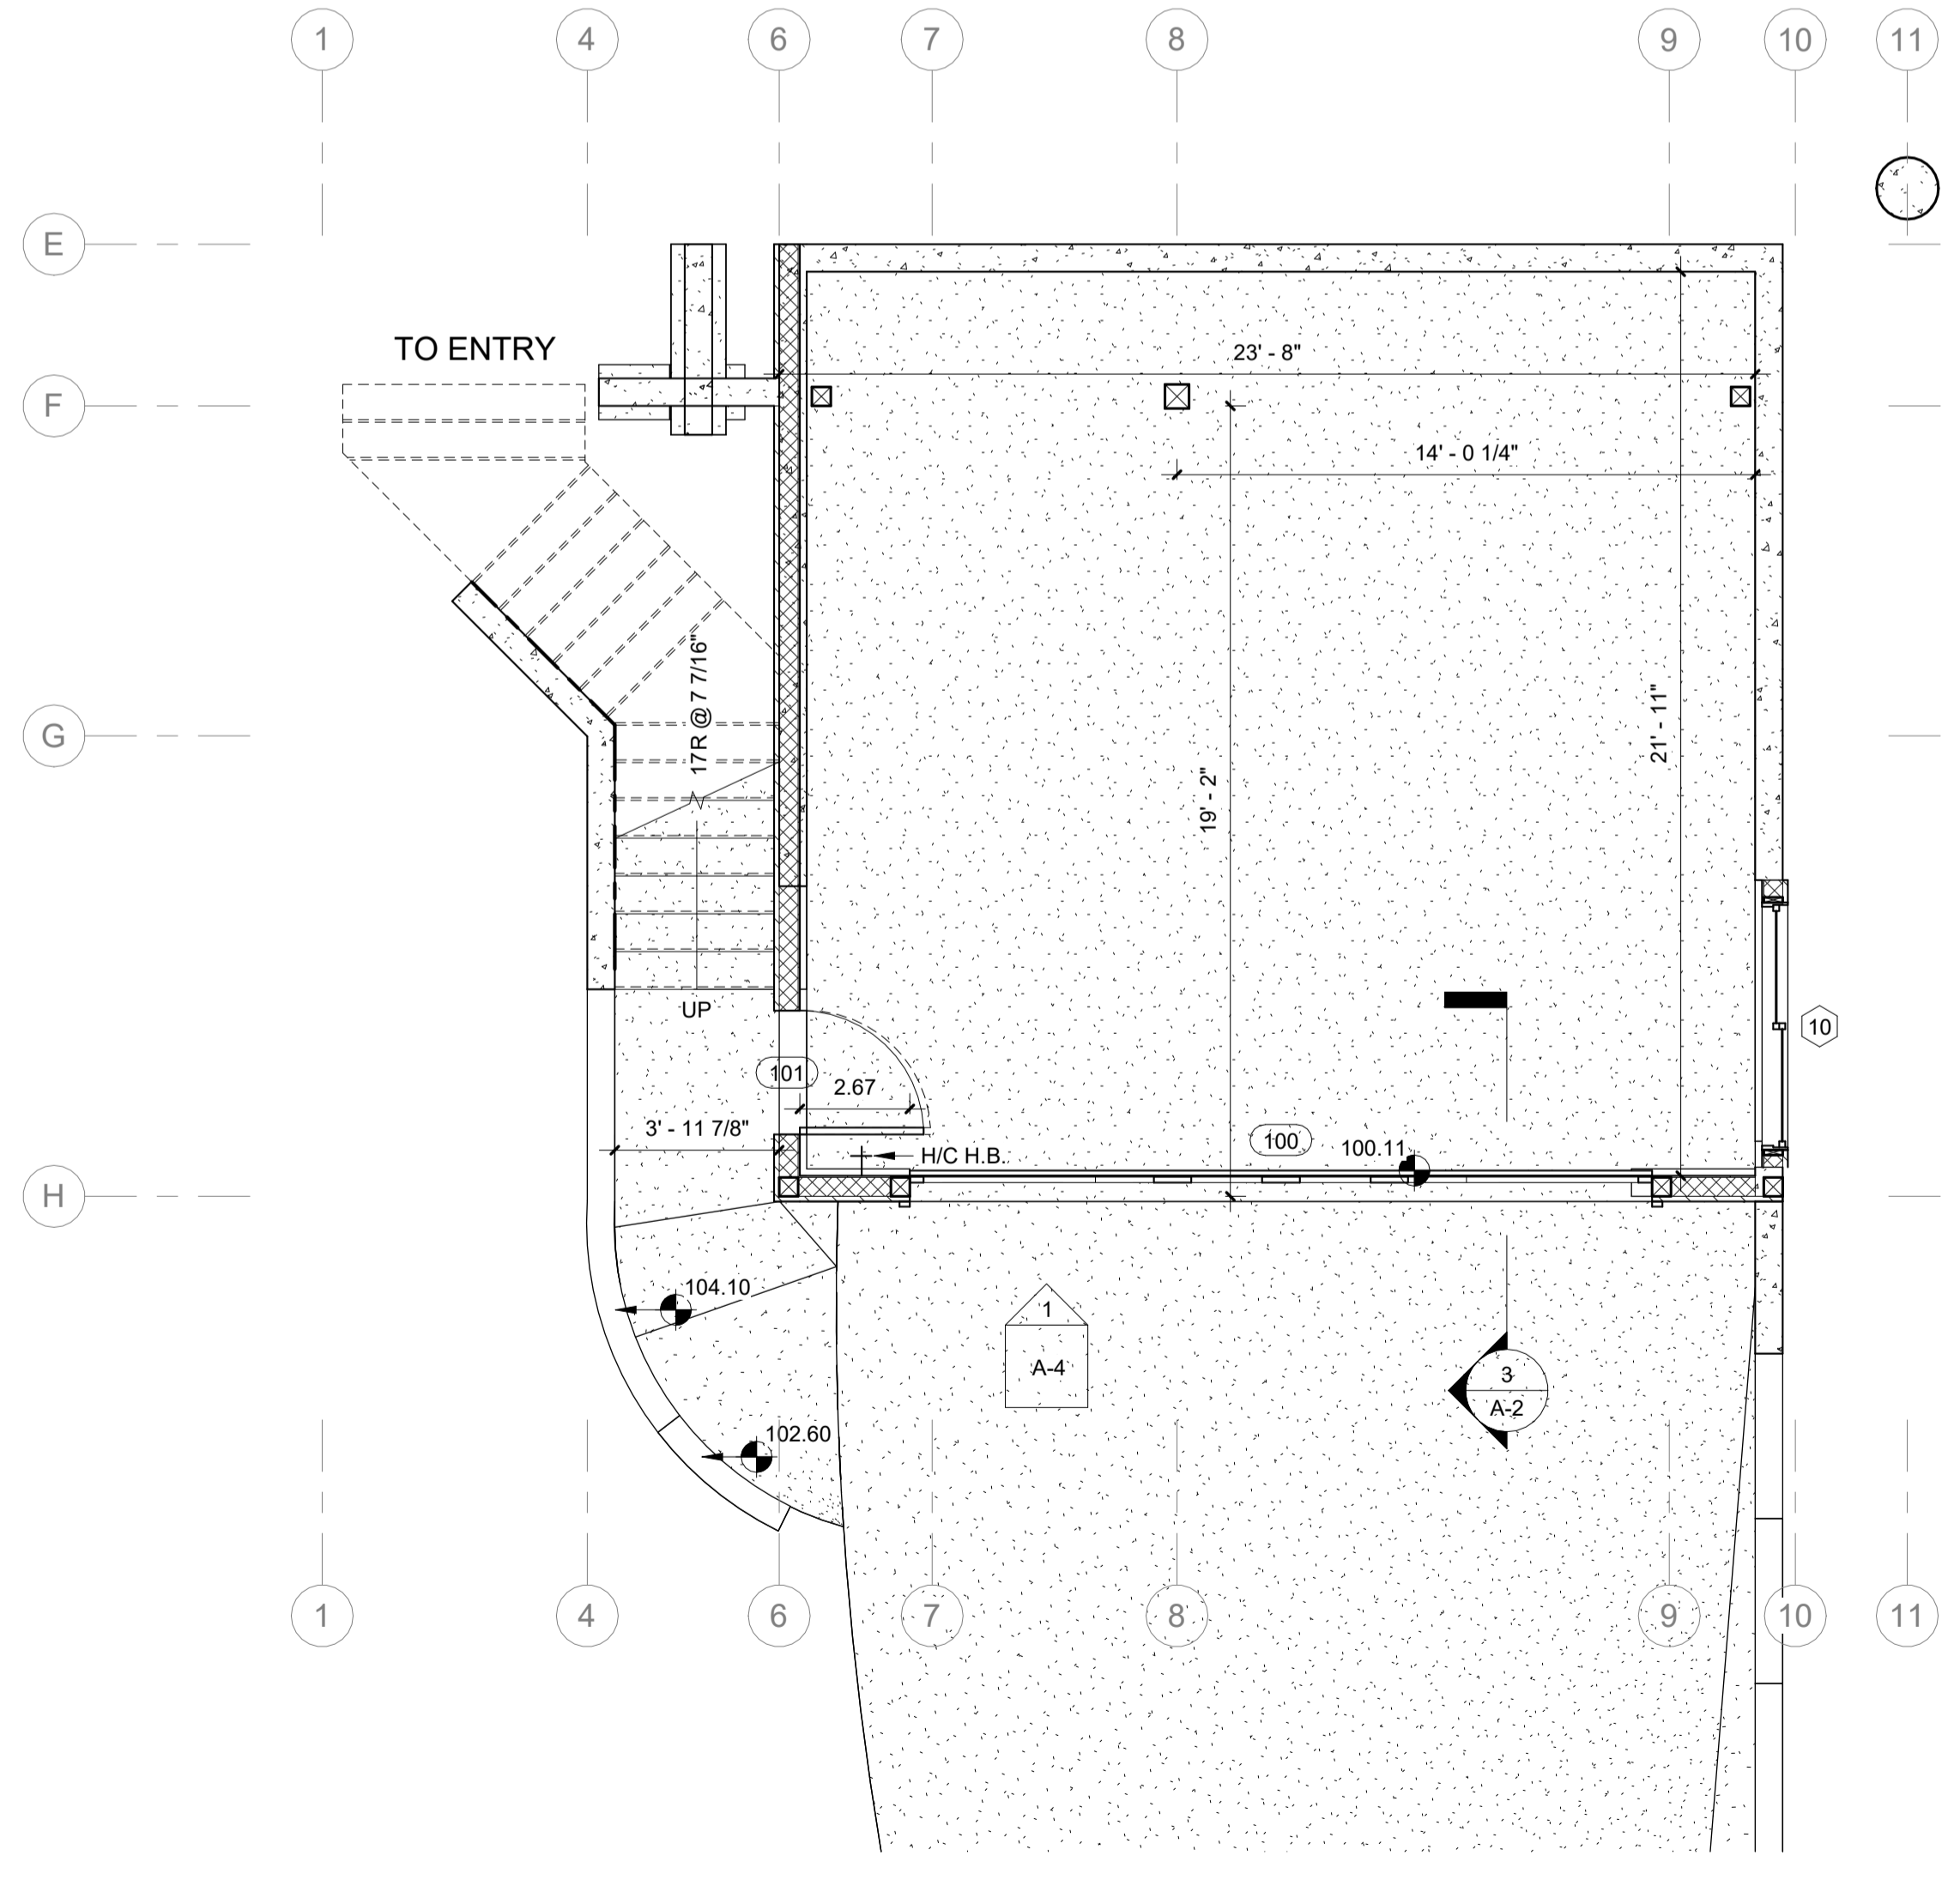 1 4 6 7 8 9 10 11
E
TO ENTRY
23' - 8"
F
14' - 0 1/4"
17R @ 7 7/16"
21' - 11"
G
19' - 2"
UP
10
101
2.67
3' - 11 7/8"
100
100.11
H/C H.B.
H
104.10
1
A-4
3
A-2
102.60
1 4 6 7 8 9 10 11